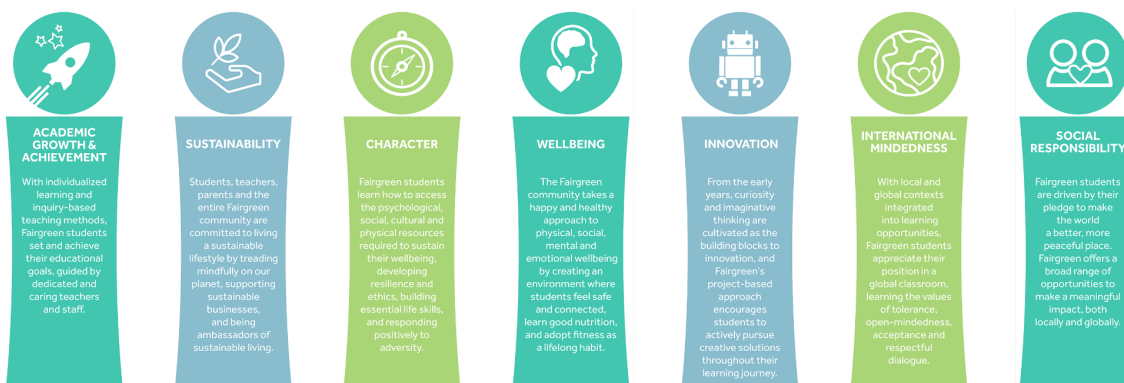 ACADEMIC
GROWTH &
ACHIEVEMENT
With individualized
learning and
inquiry-based
teaching methods,
Fairgreen students
set and achieve
their educational
goals, guided by
dedicated and
caring teachers
and staff.
SUSTAINABILITY
Students, teachers,
parents and the
entire Fairgreen
community are
committed to living
a sustainable
lifestyle by treading
mindfully on our
planet, supporting
sustainable
businesses,
and being
ambassadors of
sustainable living.
CHARACTER
Fairgreen students
learn how to access
the psychological,
social, cultural and
physical resources
required to sustain
their wellbeing,
developing
resilience and
ethics, building
essential life skills,
and responding
positively to
adversity.
WELLBEING
The Fairgreen
community takes a
happy and healthy
approach to
physical, social,
mental and
emotional wellbeing
by creating an
environment where
students feel safe
and connected,
learn good nutrition,
and adopt fitness as
a lifelong habit.
INNOVATION
From the early
years, curiosity
and imaginative
thinking are
cultivated as the
building blocks to
innovation, and
Fairgreen's
project-based
approach
encourages
students to
actively pursue
creative solutions
throughout their
learning journey.
INTERNATIONAL
MINDEDNESS
With local and
global contexts
integrated
into learning
opportunities,
Fairgreen students
appreciate their
position in a
global classroom,
learning the values
of tolerance,
open-mindedness,
acceptance and
respectful
dialogue.
SOCIAL
RESPONSIBILITY
Fairgreen students
are driven by their
pledge to make
the world
a better, more
peaceful place.
Fairgreen offers a
broad range of
opportunities to
make a meaningful
impact, both
locally and globally.